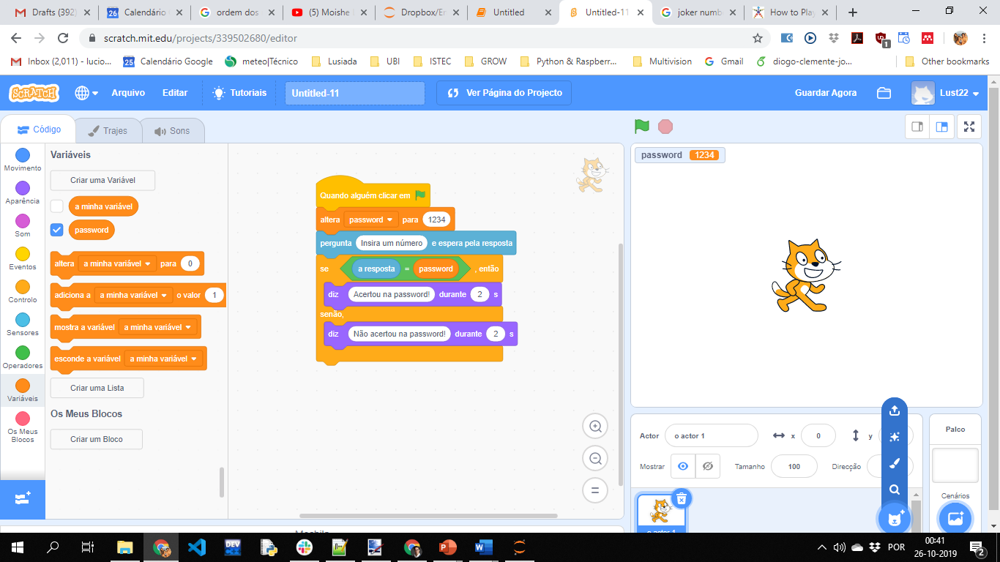 Drafts (392)
Calendário
ordem dos
(5) Moishe
Dropbox/Er
Untitled
Untitled-11
joker numb
How to Play
scratch.mit.edu/projects/339502680/editor
1
Inbox (2,011) - lucio...
Calendário Google
meteo|Técnico
Lusiada
UBI
ISTEC
GROW
Python & Raspberr...
Multivision
Gmail
diogo-clemente-jo...
Other bookmarks
SCRATCH
Arquivo
Editar
Tutoriais
Untitled-11
Ver Página do Projecto
Guardar Agora
Lust22
Código
Trajes
Sons
Movimento
Aparência
Som
Eventos
Controlo
Sensores
Operadores
Variáveis
Os Meus
Blocos
Variáveis
Criar uma Variável
a minha variável
password
altera a minha variável para 0
adiciona a a minha variável o valor 1
mostra a variável a minha variável
esconde a variável a minha variável
Criar uma Lista
Os Meus Blocos
Criar um Bloco
Quando alguém clicar em
altera password para 1234
pergunta Insira um número e espera pela resposta
se a resposta = password , então
diz Acertou na password! durante 2 s
senão,
diz Não acertou na password! durante 2 s
password 1234
Actor o actor 1 x 0 y
Mostrar Tamanho 100 Direcção
o actor 1
Palco
Cenários
DEV
POR
00:41
26-10-2019
2